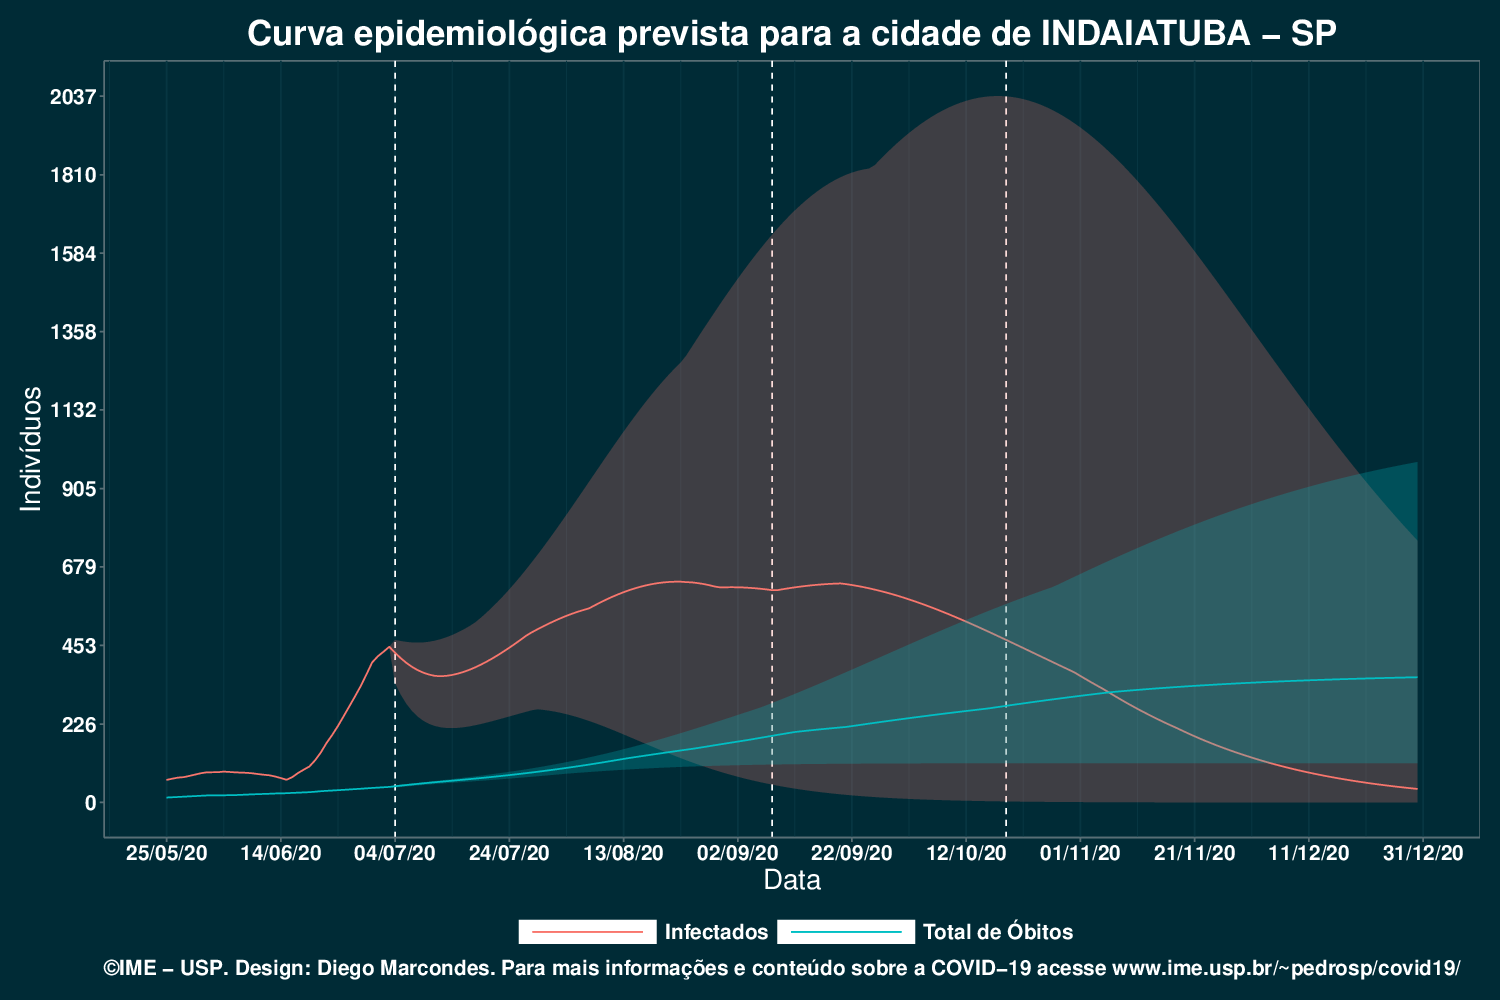 Curva epidemiológica prevista para a cidade de INDAIATUBA − SP
2037
1810
1584
1358
1132
905
679
453
226
0
Indivíduos
25/05/20 14/06/20 04/07/20 24/07/20 13/08/20 02/09/20 22/09/20 12/10/20 01/11/20 21/11/20 11/12/20 31/12/20
Data
Infectados Total de Óbitos
©IME − USP. Design: Diego Marcondes. Para mais informações e conteúdo sobre a COVID−19 acesse www.ime.usp.br/~pedrosp/covid19/